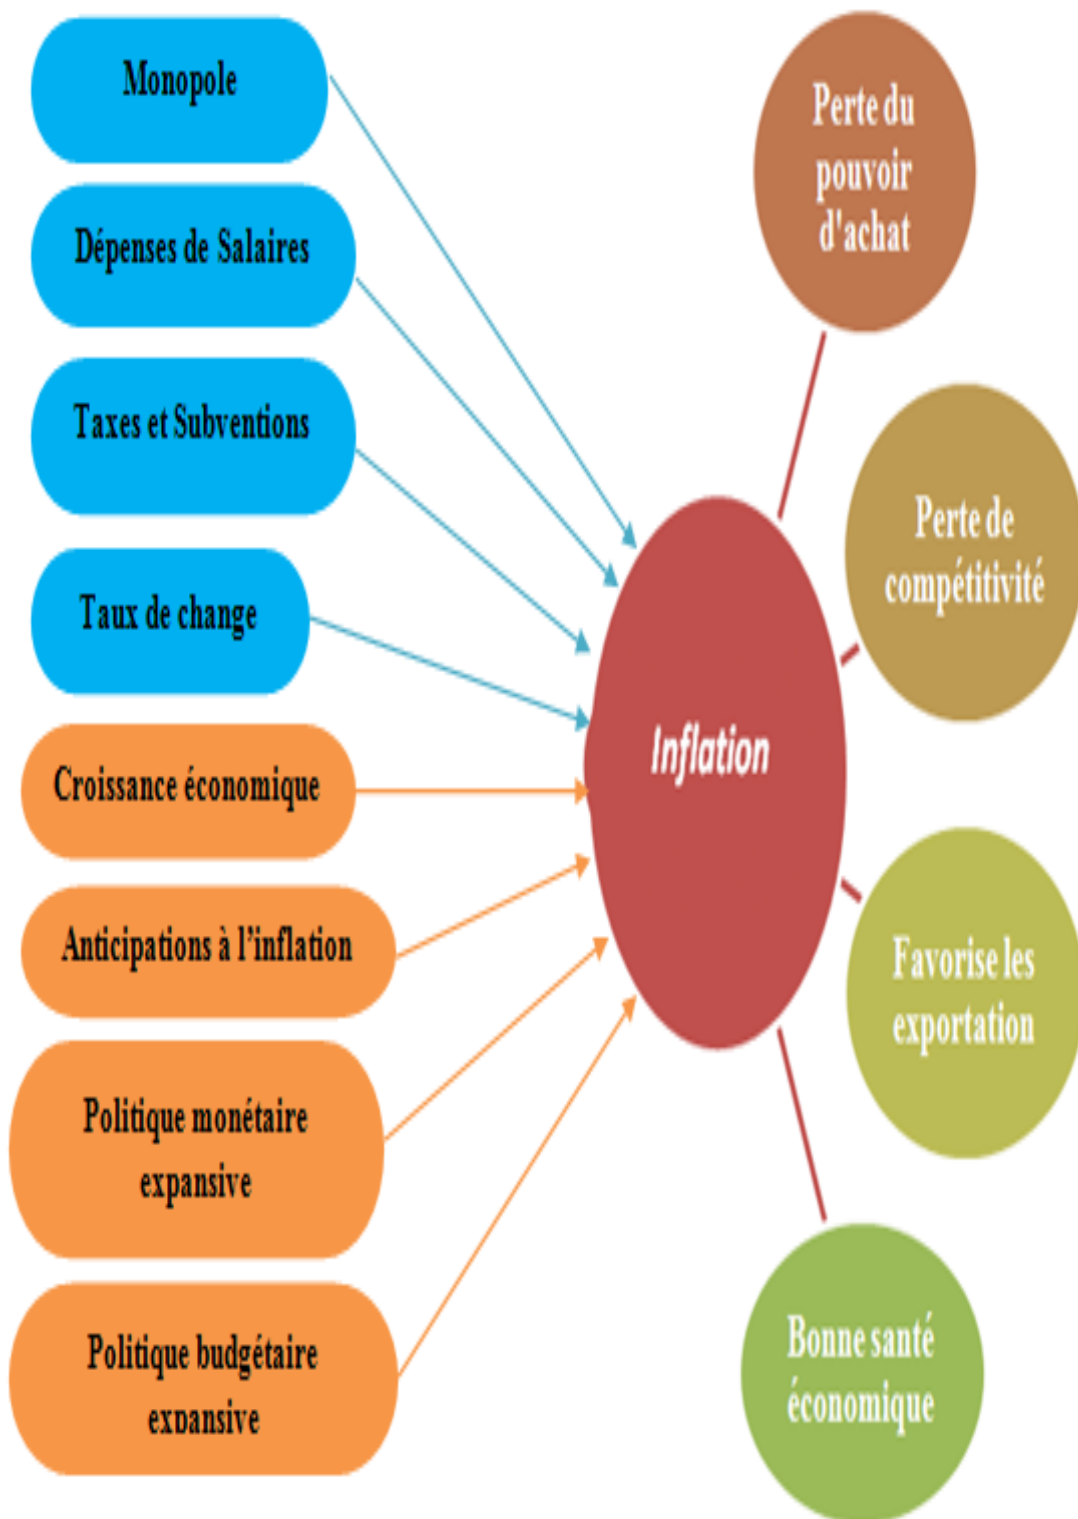 Monopole
Dépenses de Salaires
Taxes et Subventions
Taux de change
Croissance économique
Anticipations à l’inflation
Politique monétaire
expansive
Politique budgétaire
expansive
Inflation
Perte du
pouvoir
d'achat
Perte de
compétitivité
Favorise les
exportation
Bonne santé
économique